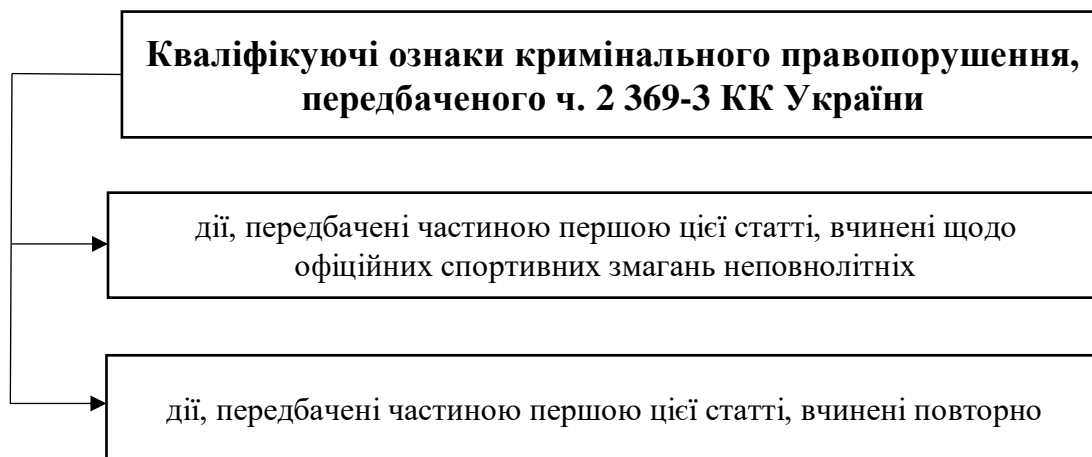 Кваліфікуючі ознаки кримінального правопорушення,
передбаченого ч. 2 369-3 КК України
дії, передбачені частиною першою цієї статті, вчинені щодо
офіційних спортивних змагань неповнолітніх
дії, передбачені частиною першою цієї статті, вчинені повторно